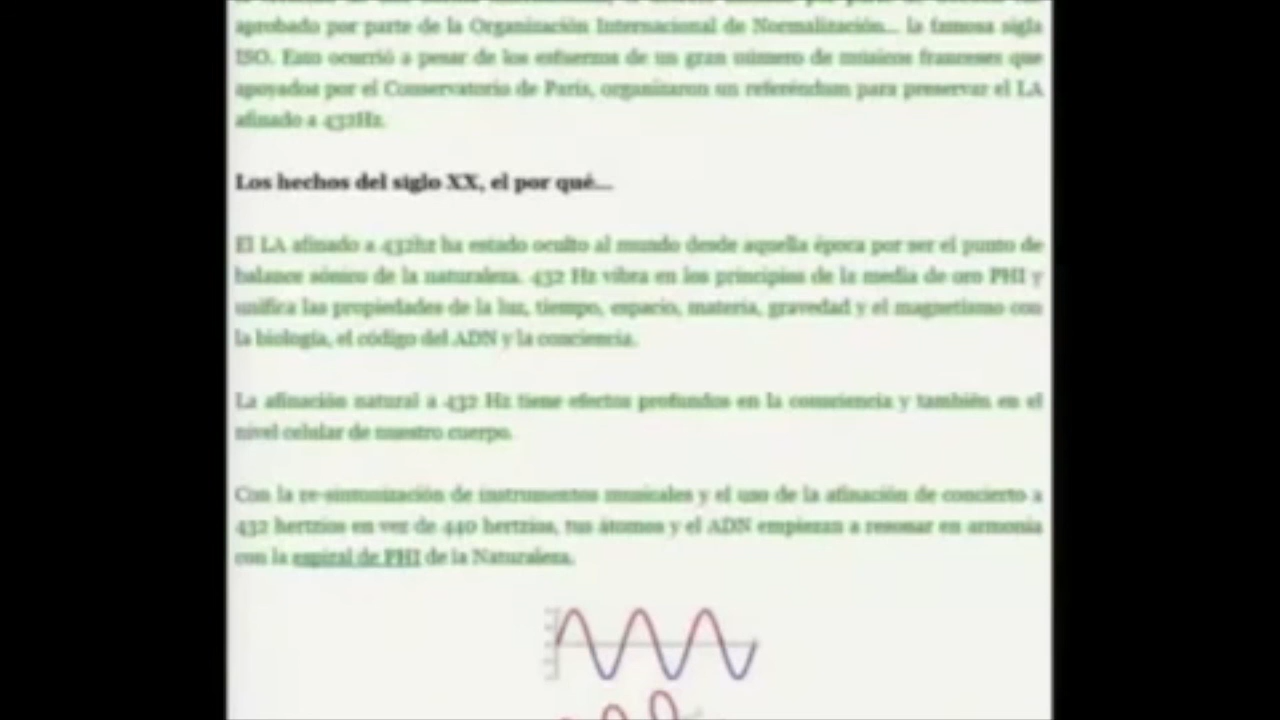 aprobado por parte de la Organización Internacional de Normalización... la famosa sigla
ISO. Esto ocurrió a pesar de los esfuerzos de un gran número de músicos franceses que
apoyados por el Conservatorio de París, organizaron un referéndum para preservar el LA
afinado a 432Hz.
Los hechos del siglo XX, el por qué...
El LA afinado a 432hz ha estado oculto al mundo desde aquella época por ser el punto de
balance sónico de la naturaleza. 432 Hz vibra en los principios de la media de oro PHI y
unifica las propiedades de la luz, tiempo, espacio, materia, gravedad y el magnetismo con
la biología, el código del ADN y la conciencia.
La afinación natural a 432 Hz tiene efectos profundos en la consciencia y también en el
nivel celular de nuestro cuerpo.
Con la re-sintonización de instrumentos musicales y el uso de la afinación de concierto a
432 hertzios en vez de 440 hertzios, tus átomos y el ADN empiezan a resonar en armonía
con la espiral de PHI de la Naturaleza.